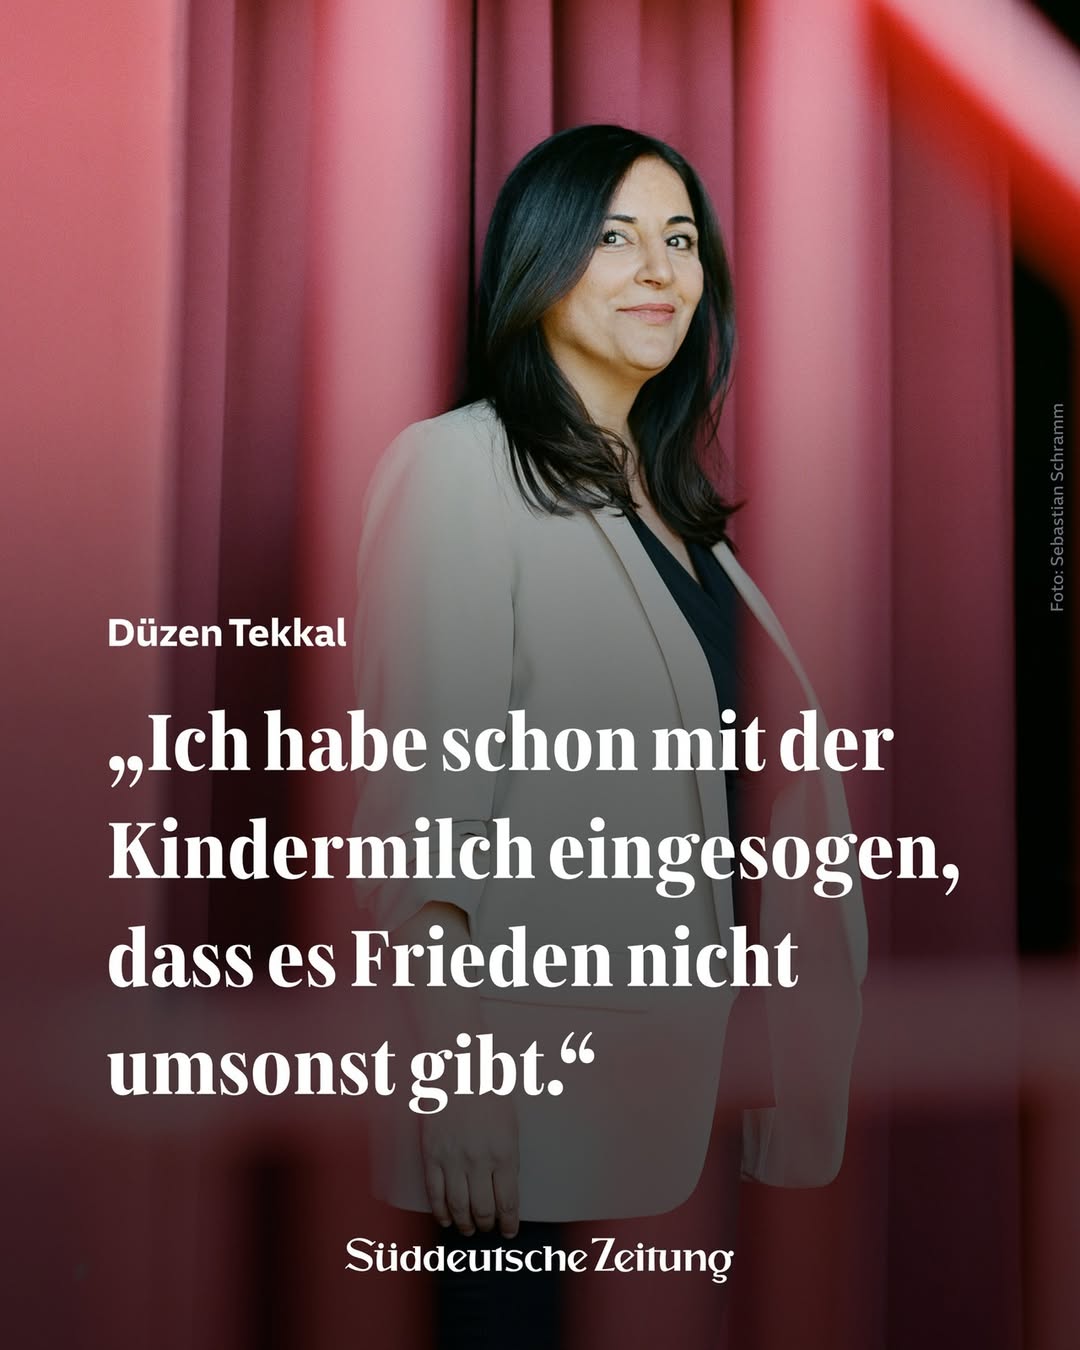 Foto: Sebastian Schramm
Düzen Tekkal
„Ich habe schon mit der
Kindermilch eingesogen,
dass es Frieden nicht
umsonst gibt.“
Süddeutsche Zeitung